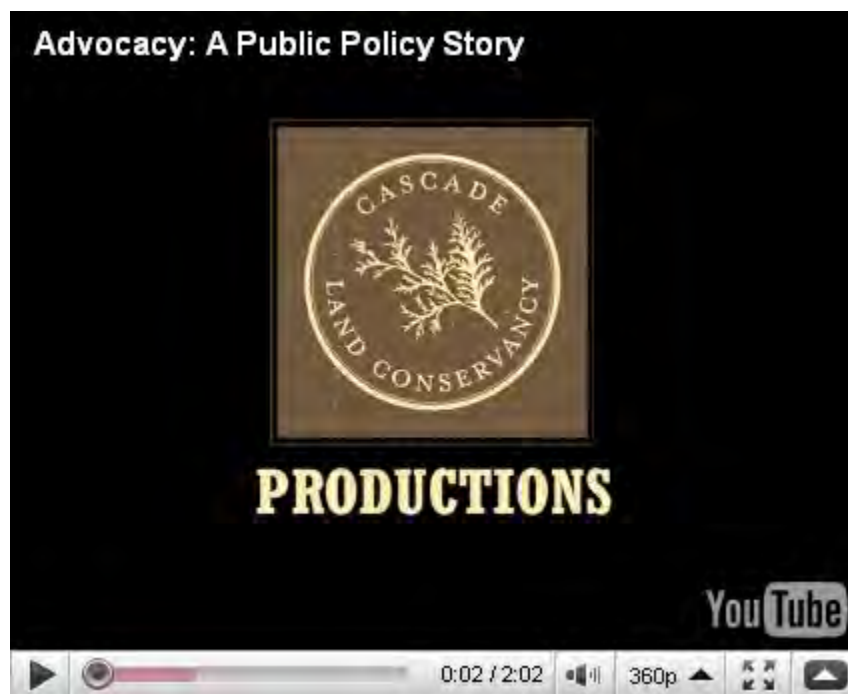 Advocacy: A Public Policy Story
CASCADE
LAND CONSERVANCY
PRODUCTIONS
YouTube
0:02 / 2:02 360p